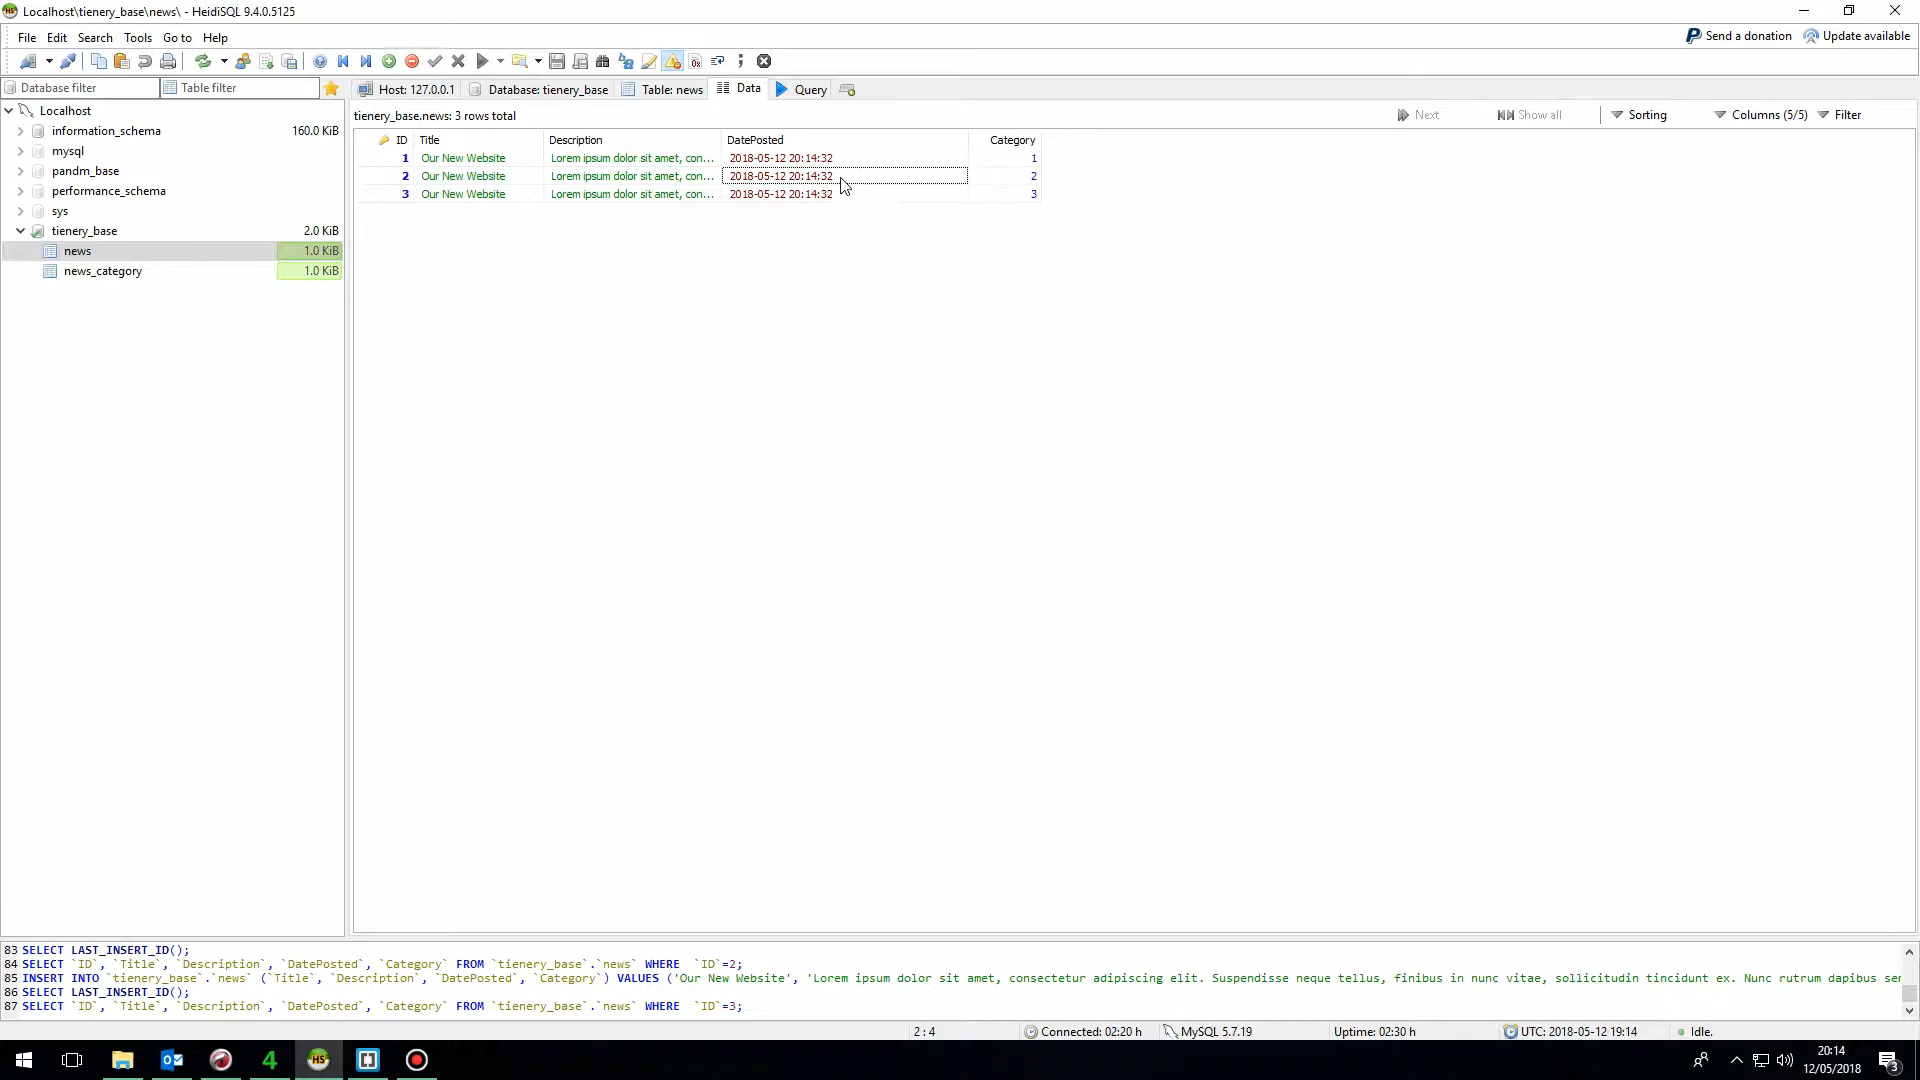 Localhost\tienery_base\news\ - HeidiSQL 9.4.0.5125
File Edit Search Tools Go to Help
Send a donation Update available
Database filter Table filter
Host: 127.0.0.1 Database: tienery_base Table: news Data Query
Localhost
information_schema 160.0 KiB
mysql
pandm_base
performance_schema
sys
tienery_base 2.0 KiB
news 1.0 KiB
news_category 1.0 KiB
tienery_base.news: 3 rows total Next Show all Sorting Columns (5/5) Filter
ID Title Description DatePosted Category
1 Our New Website Lorem ipsum dolor sit amet, con... 2018-05-12 20:14:32 1
2 Our New Website Lorem ipsum dolor sit amet, con... 2018-05-12 20:14:32 2
3 Our New Website Lorem ipsum dolor sit amet, con... 2018-05-12 20:14:32 3
83 SELECT LAST_INSERT_ID();
84 SELECT `ID`, `Title`, `Description`, `DatePosted`, `Category` FROM `tienery_base`.`news` WHERE `ID`=2;
85 INSERT INTO `tienery_base`.`news` (`Title`, `Description`, `DatePosted`, `Category`) VALUES ('Our New Website', 'Lorem ipsum dolor sit amet, consectetur adipiscing elit. Suspendisse neque tellus, finibus in nunc vitae, sollicitudin tincidunt ex. Nunc rutrum dapibus ser
86 SELECT LAST_INSERT_ID();
87 SELECT `ID`, `Title`, `Description`, `DatePosted`, `Category` FROM `tienery_base`.`news` WHERE `ID`=3;
2 : 4 Connected: 02:20 h MySQL 5.7.19 Uptime: 02:30 h UTC: 2018-05-12 19:14 Idle.
4 HS
20:14
12/05/2018
3